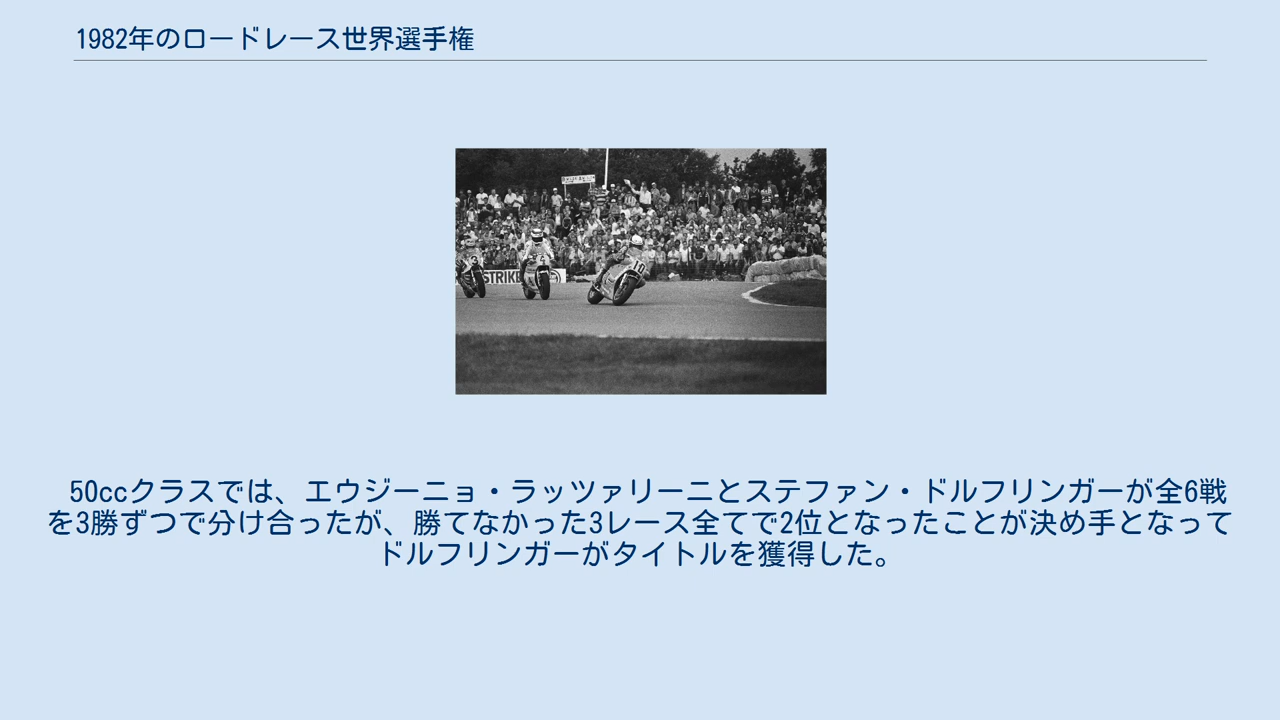 1982年のロードレース世界選手権
STRIKE
10
50ccクラスでは、エウジーニョ・ラッツァリーニとステファン・ドルフリンガーが全6戦
を3勝ずつで分け合ったが、勝てなかった3レース全てで2位となったことが決め手となって
ドルフリンガーがタイトルを獲得した。